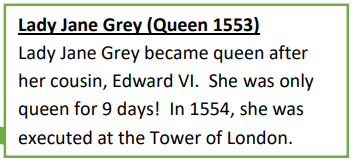 Lady Jane Grey (Queen 1553)
Lady Jane Grey became queen after
her cousin, Edward VI.  She was only
queen for 9 days!  In 1554, she was
executed at the Tower of London.